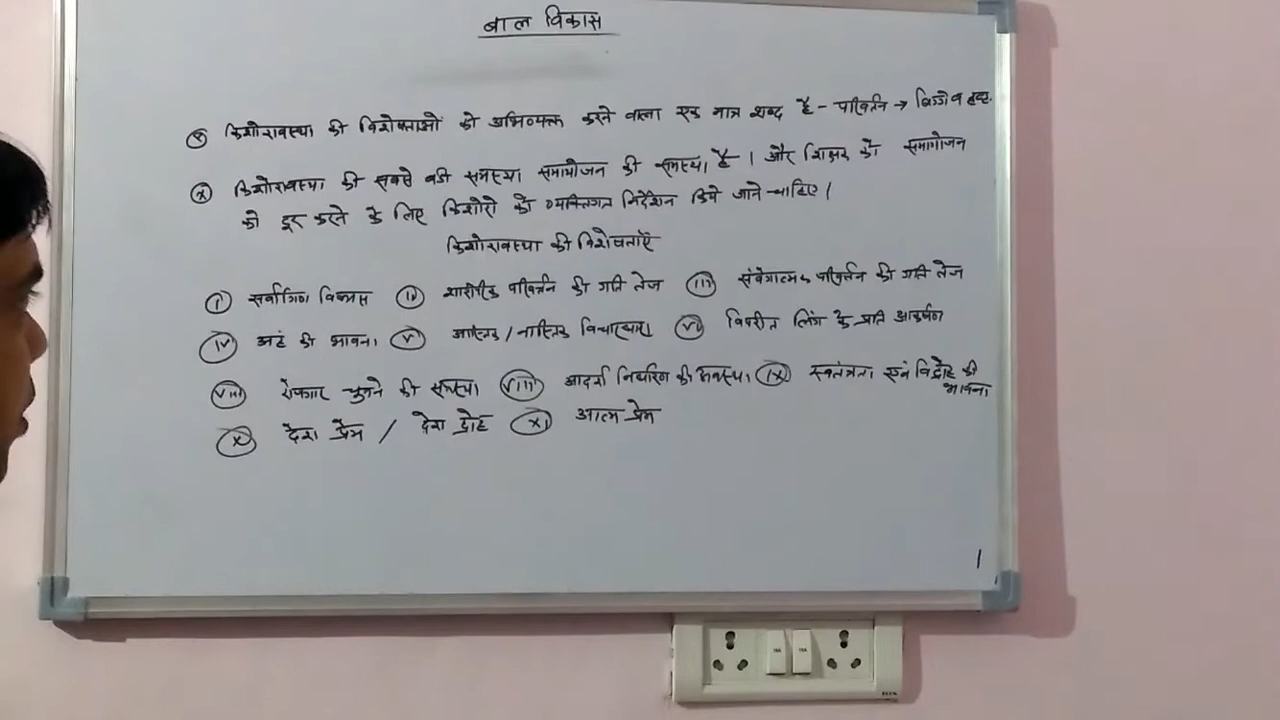 बाल विकास
किशोरावस्था की विशेषताओं को अभिव्यक्त करने वाला एक मात्र शब्द है - परिवर्तन →
किशोरावस्था की सबसे बडी समस्या समायोजन की समस्या है । और शिक्षक को समायोजन
को दूर करने के लिए किशोरो को व्यक्तिगत निर्देशन दिये जाने चाहिए ।
किशोरावस्था की विशेषताएँ
(i) सर्वांगिण विकास (ii) शारीरिक परिवर्तन की गति तेज (iii) संवेगात्मक परिवर्तन की गति तेज
(iv) अहं की भावना (v) आस्तिक / नास्तिक विचारधारा (vi) विपरीत लिंग के प्रति आकर्षण
(vii) रोजगार चुनने की समस्या (viii) आदर्श निर्धारण की समस्या (ix) स्वतंत्रता एवं विद्रोह की
भावना
(x) देश प्रेम / देश द्रोह (xi) आत्म प्रेम
1